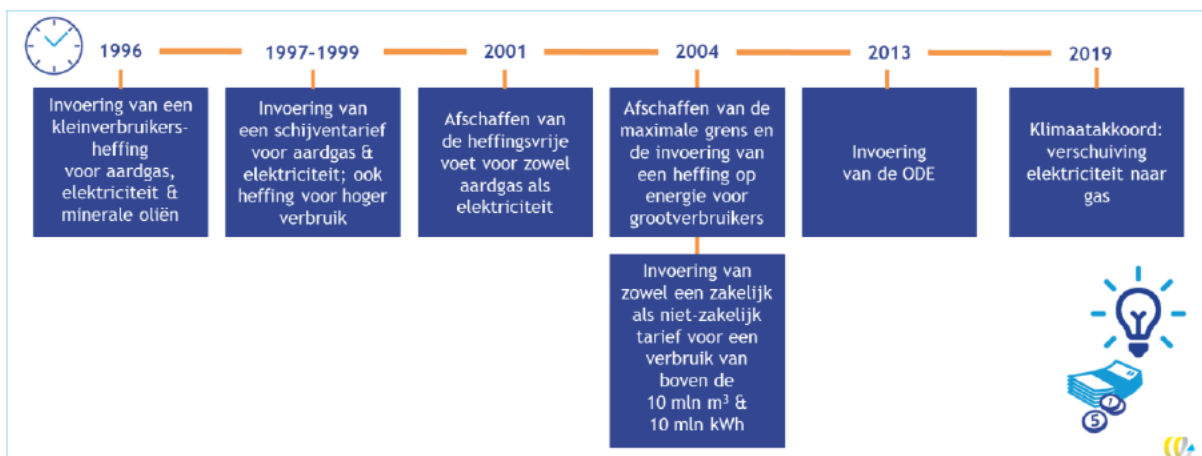 1996
1997-1999
2001
2004
2013
2019
Invoering van een
kleinverbruikers-
heffing
voor aardgas,
elektriciteit &
minerale oliën
Invoering van
een schijventarief
voor aardgas &
elektriciteit; ook
heffing voor hoger
verbruik
Afschaffen van
de heffingsvrije
voet voor zowel
aardgas als
elektriciteit
Afschaffen van de
maximale grens en
de invoering van
een heffing op
energie voor
grootverbruikers
Invoering van
zowel een zakelijk
als niet-zakelijk
tarief voor een
verbruik van
boven de
10 mln m³ &
10 mln kWh
Invoering
van de ODE
Klimaatakkoord:
verschuiving
elektriciteit naar
gas
1
5